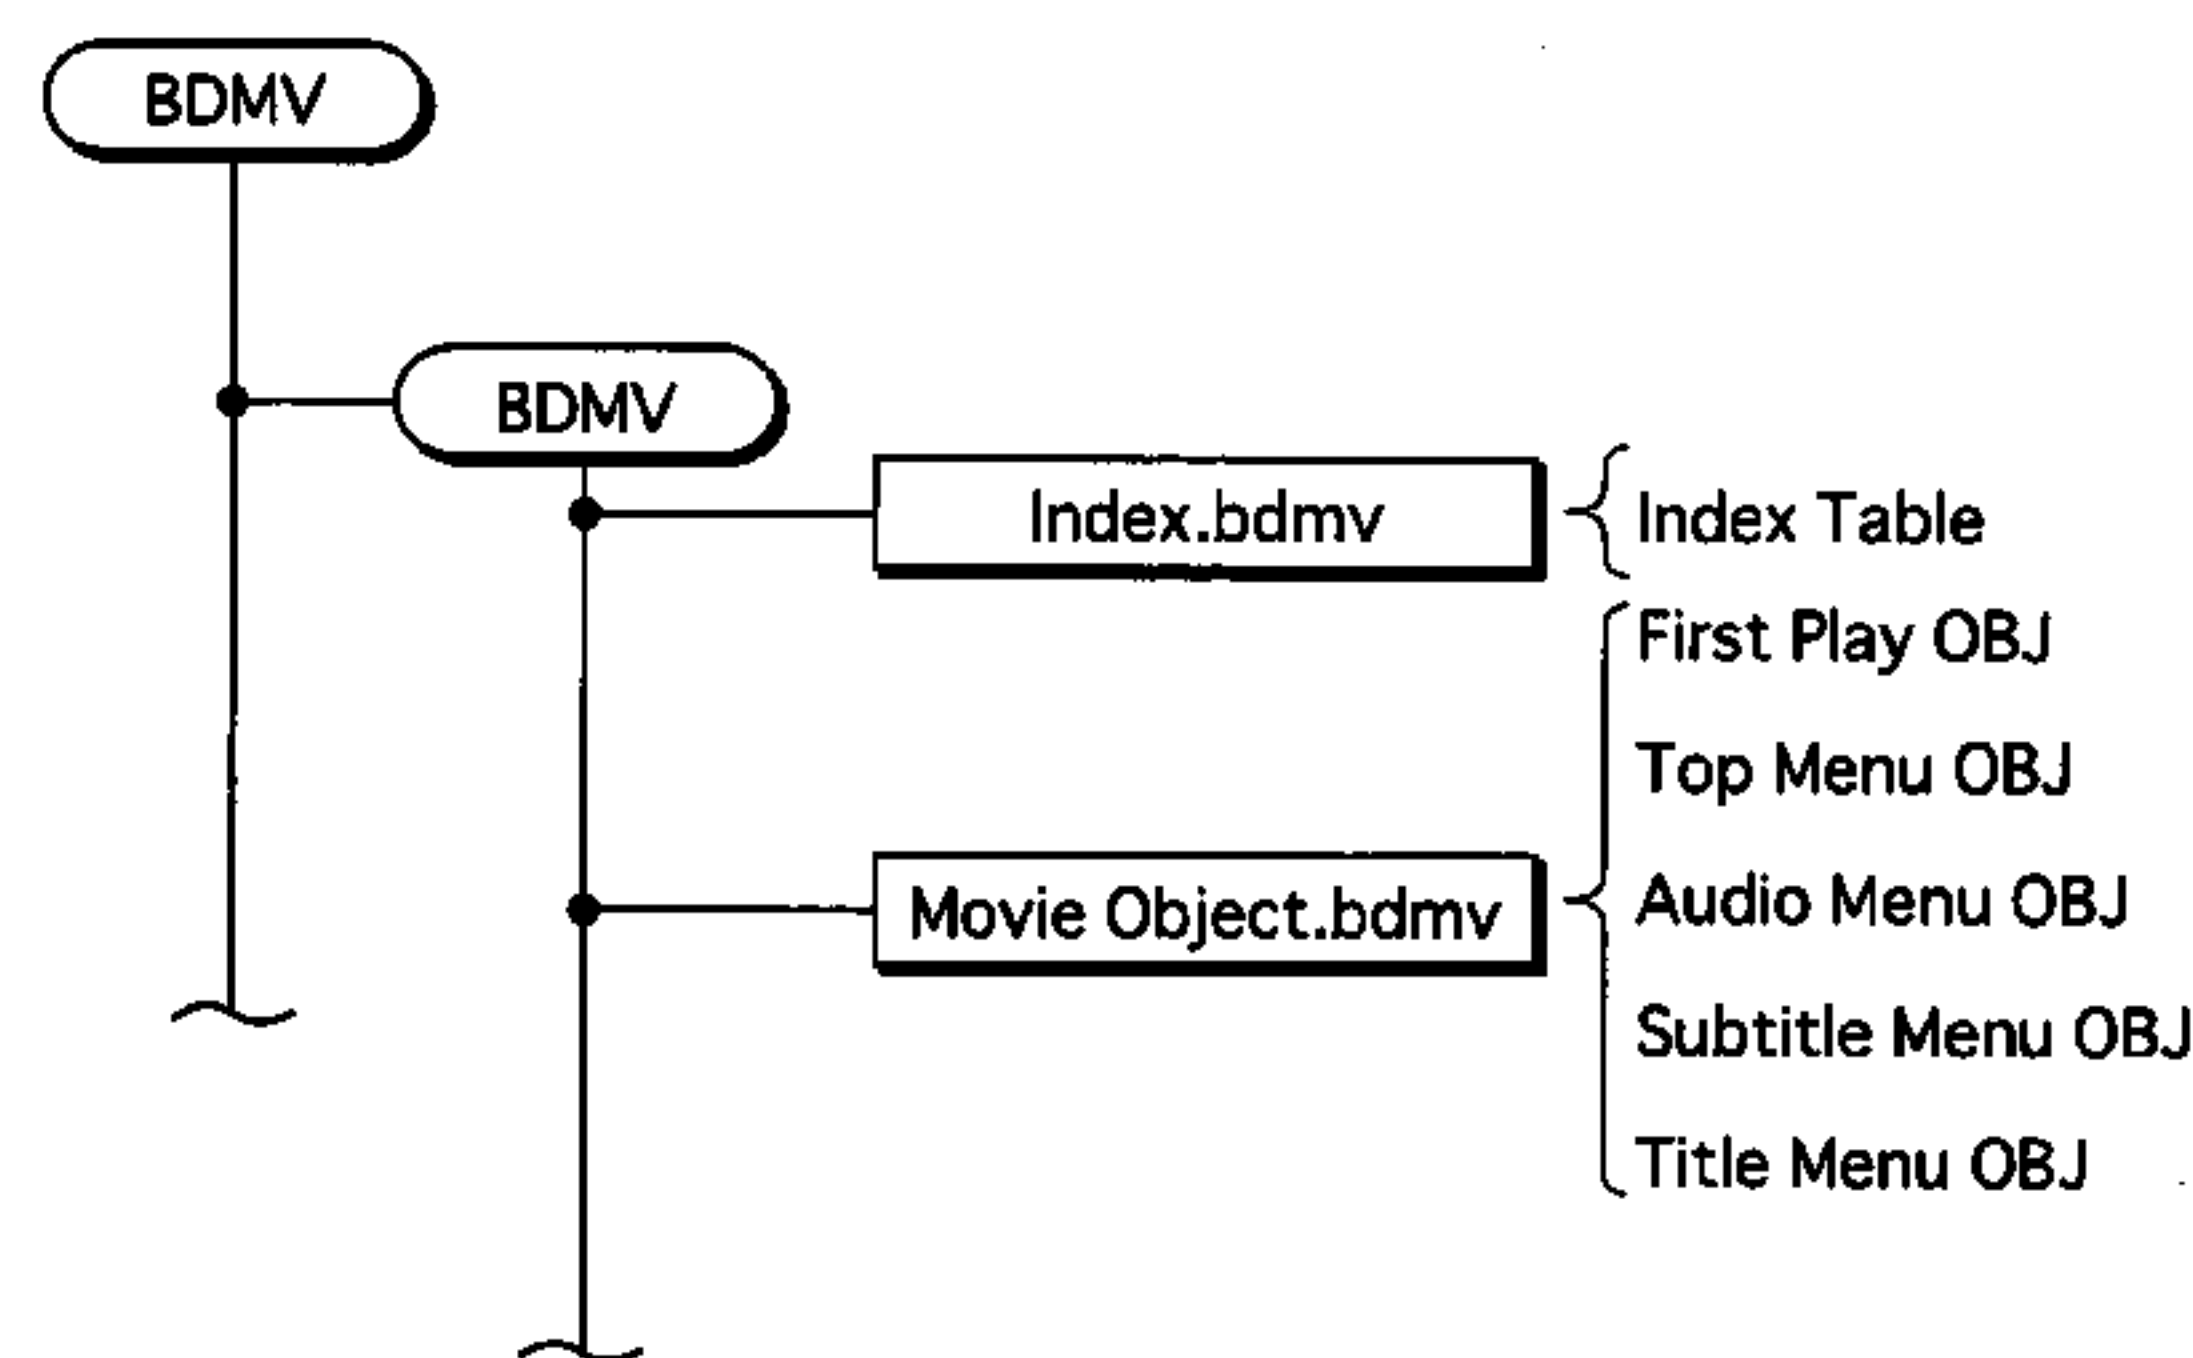 BDMV
BDMV
Index.bdmv
Index Table
First Play OBJ
Top Menu OBJ
Movie Object.bdmv
Audio Menu OBJ
Subtitle Menu OBJ
Title Menu OBJ